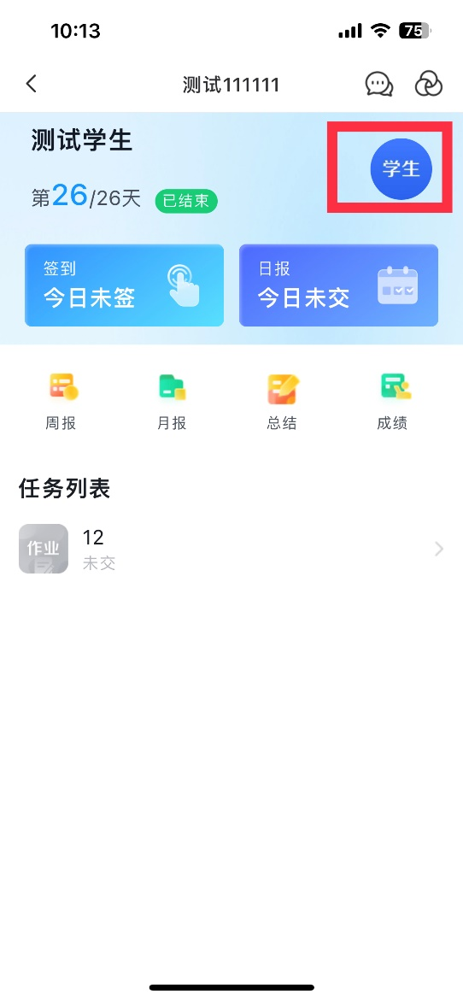 10:13
75
测试111111
测试学生
学生
第26/26天
已结束
签到
今日未签
日报
今日未交
周报
月报
总结
成绩
任务列表
作业
12
未交